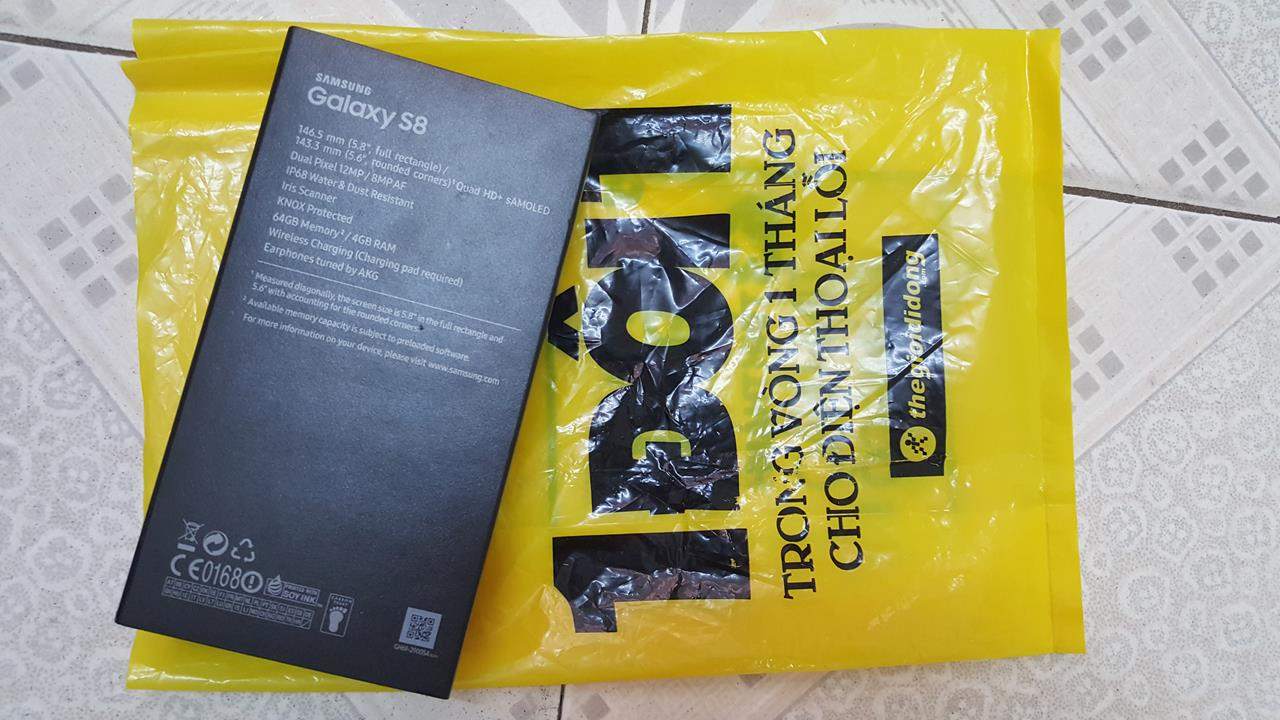 SAMSUNG
Galaxy S8
146.5 mm (5.8", full rectangle) /
143.3 mm (5.6", rounded corners)¹ Quad HD+ sAMOLED
Dual Pixel 12MP / 8MP AF
IP68 Water & Dust Resistant
Iris Scanner
KNOX Protected
64GB Memory² / 4GB RAM
Wireless Charging (Charging pad required)
Earphones tuned by AKG
¹ Measured diagonally, the screen size is 5.8" in the full rectangle and
5.6" with accounting for the rounded corners.
² Available memory capacity is subject to preloaded software.
For more information on your device, please visit www.samsung.com
CE0168
PRINTED WITH
SOY INK
1 ĐỔI 1
TRONG VÒNG 1 THÁNG
CHO ĐIỆN THOẠI LỖI
thegioididong
.com